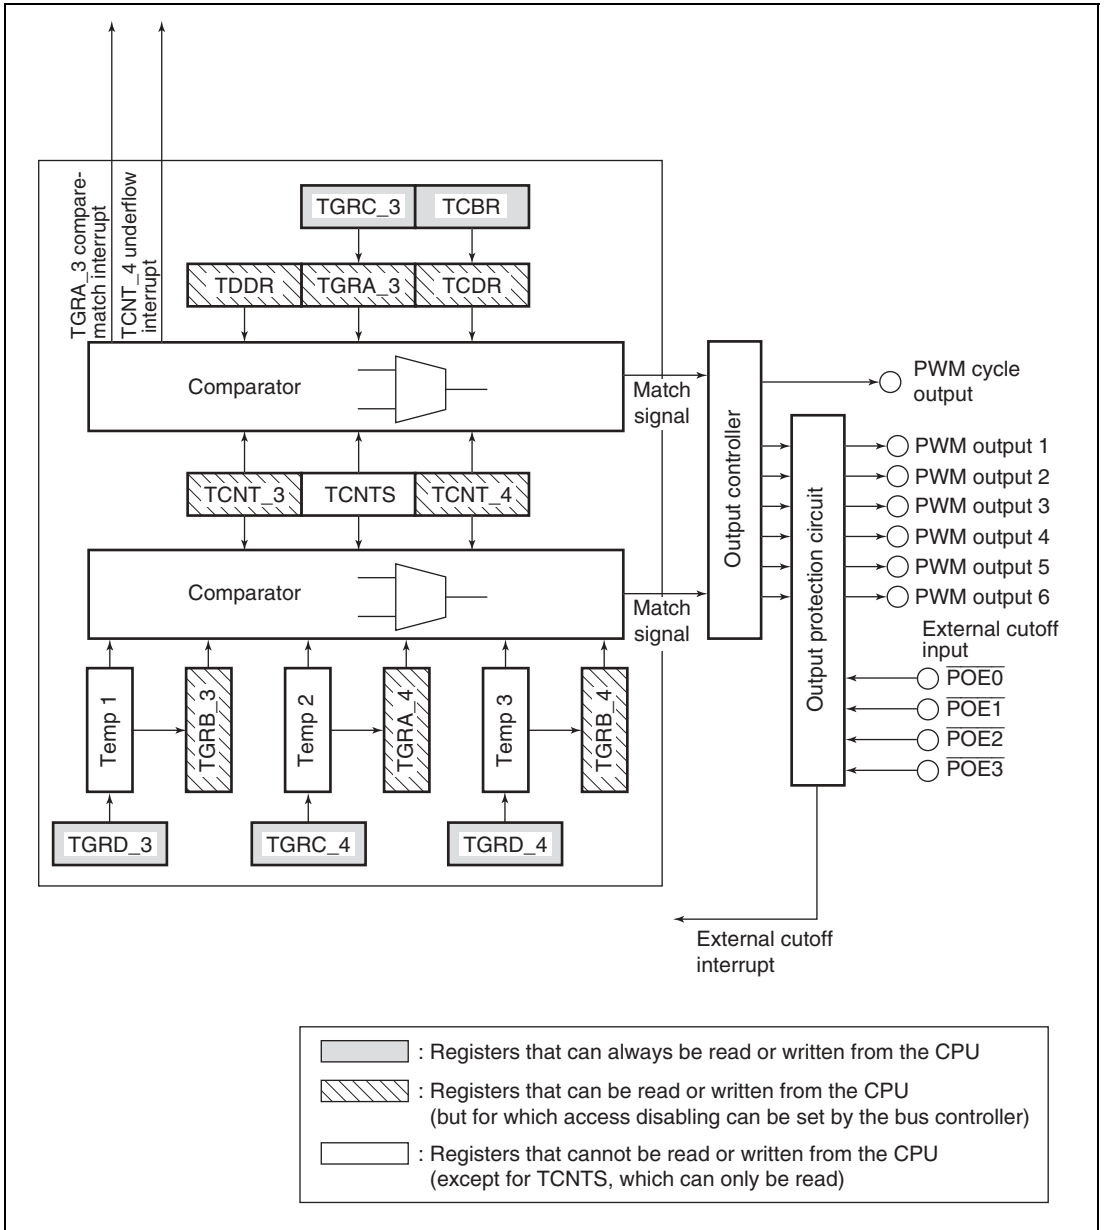 TGRA_3 compare-
match interrupt
TCNT_4 underflow
interrupt
TGRC_3
TCBR
TDDR
TGRA_3
TCDR
Comparator
Match
signal
PWM cycle
output
Output controller
Output protection circuit
PWM output 1
PWM output 2
PWM output 3
PWM output 4
PWM output 5
PWM output 6
TCNT_3
TCNTS
TCNT_4
Comparator
Match
signal
External cutoff
input
POE0
POE1
POE2
POE3
Temp 1
TGRB_3
Temp 2
TGRA_4
Temp 3
TGRB_4
TGRD_3
TGRC_4
TGRD_4
External cutoff
interrupt
: Registers that can always be read or written from the CPU
: Registers that can be read or written from the CPU
(but for which access disabling can be set by the bus controller)
: Registers that cannot be read or written from the CPU
(except for TCNTS, which can only be read)